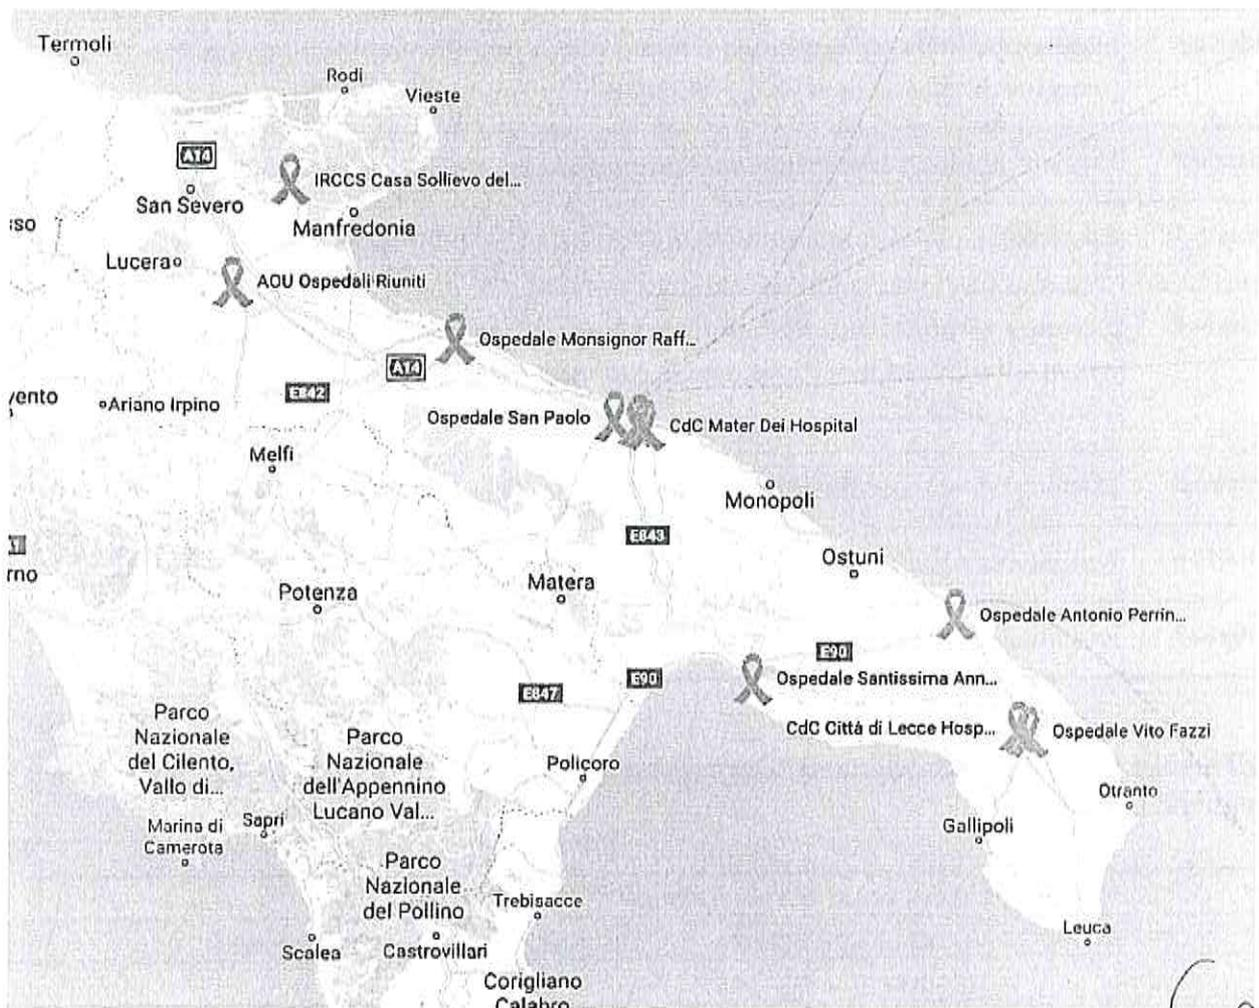 Termoli
Rodi
Vieste
A14
IRCCS Casa Sollievo del...
San Severo
Manfredonia
Lucera
AOU Ospedali Riuniti
Ospedale Monsignor Raff...
A14
E842
Ariano Irpino
Ospedale San Paolo
CdC Mater Dei Hospital
Melfi
Monopoli
E843
Ostuni
Matera
Potenza
Ospedale Antonio Perrin...
E90
Ospedale Santissima Ann...
E90
E847
Parco
Nazionale
del Cilento,
Vallo di...
Parco
Nazionale
dell'Appennino
Lucano Val...
CdC Città di Lecce Hosp...
Ospedale Vito Fazzi
Policoro
Otranto
Marina di
Camerota
Sapri
Gallipoli
Parco
Nazionale
del Pollino
Trebisacce
Leuca
Scalea
Castrovillari
Corigliano
Calabro